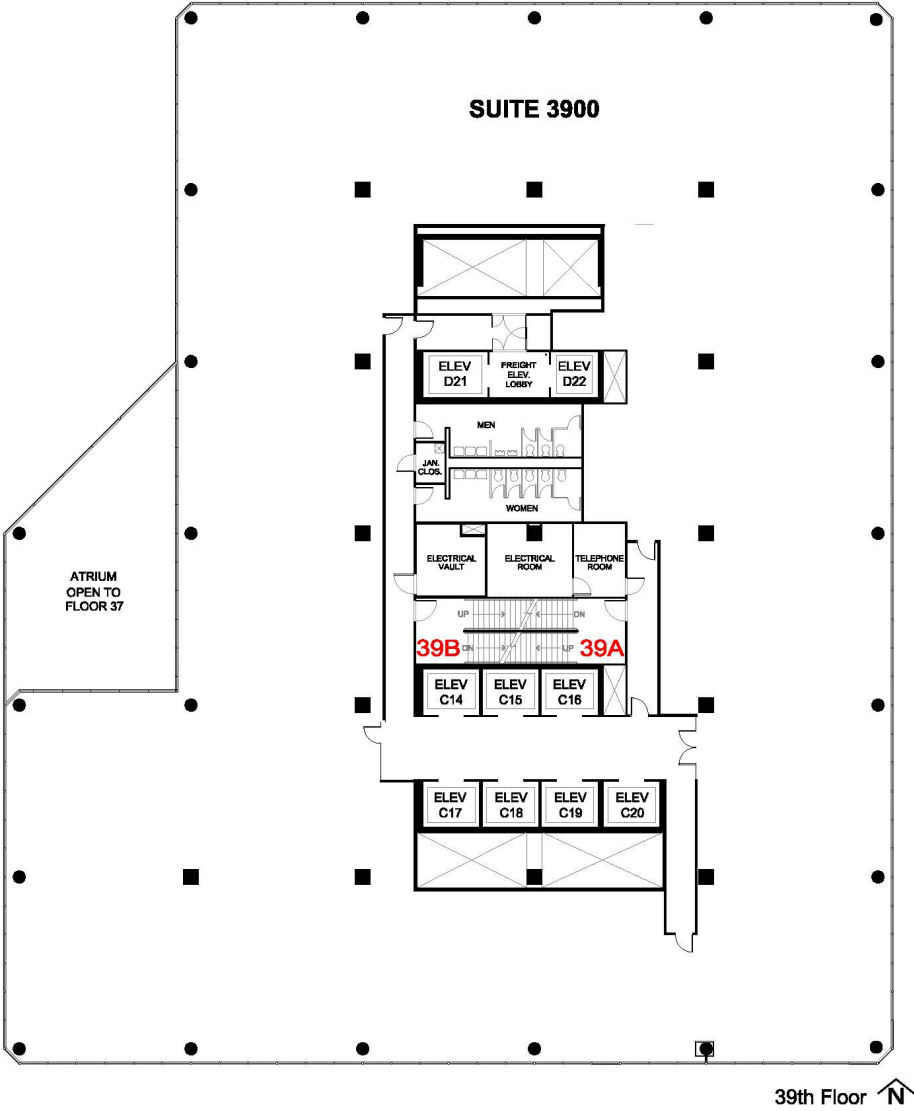 SUITE 3900
ELEV
D21
FREIGHT
ELEV.
LOBBY
ELEV
D22
MEN
JAN.
CLOS.
WOMEN
ELECTRICAL
VAULT
ELECTRICAL
ROOM
TELEPHONE
ROOM
ATRIUM
OPEN TO
FLOOR 37
UP
DN
39B
DN
UP
39A
ELEV
C14
ELEV
C15
ELEV
C16
ELEV
C17
ELEV
C18
ELEV
C19
ELEV
C20
39th Floor
N